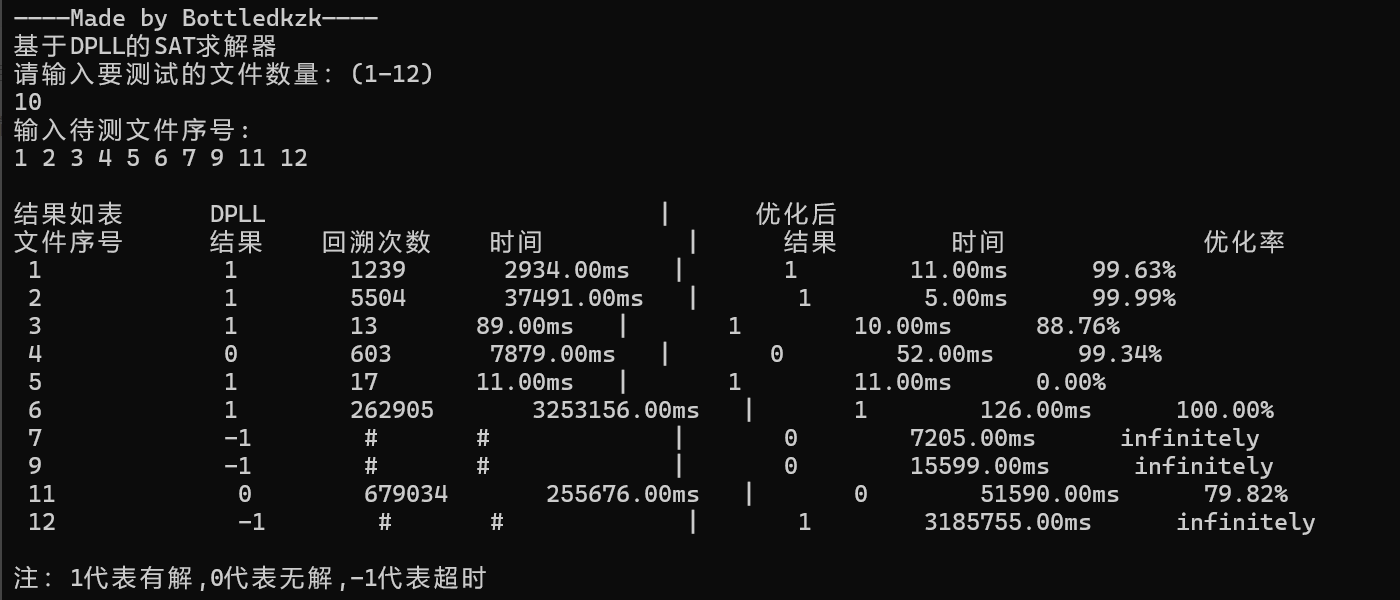 ————Made by Bottledkzk————
基于DPLL的SAT求解器
请输入要测试的文件数量：(1-12)
10
输入待测文件序号：
1 2 3 4 5 6 7 9 11 12
结果如表 DPLL | 优化后
文件序号 结果 回溯次数 时间 | 结果 时间 优化率
1 1 1239 2934.00ms | 1 11.00ms 99.63%
2 1 5504 37491.00ms | 1 5.00ms 99.99%
3 1 13 89.00ms | 1 10.00ms 88.76%
4 0 603 7879.00ms | 0 52.00ms 99.34%
5 1 17 11.00ms | 1 11.00ms 0.00%
6 1 262905 3253156.00ms | 1 126.00ms 100.00%
7 -1 # # | 0 7205.00ms infinitely
9 -1 # # | 0 15599.00ms infinitely
11 0 679034 255676.00ms | 0 51590.00ms 79.82%
12 -1 # # | 1 3185755.00ms infinitely
注：1代表有解,0代表无解,-1代表超时